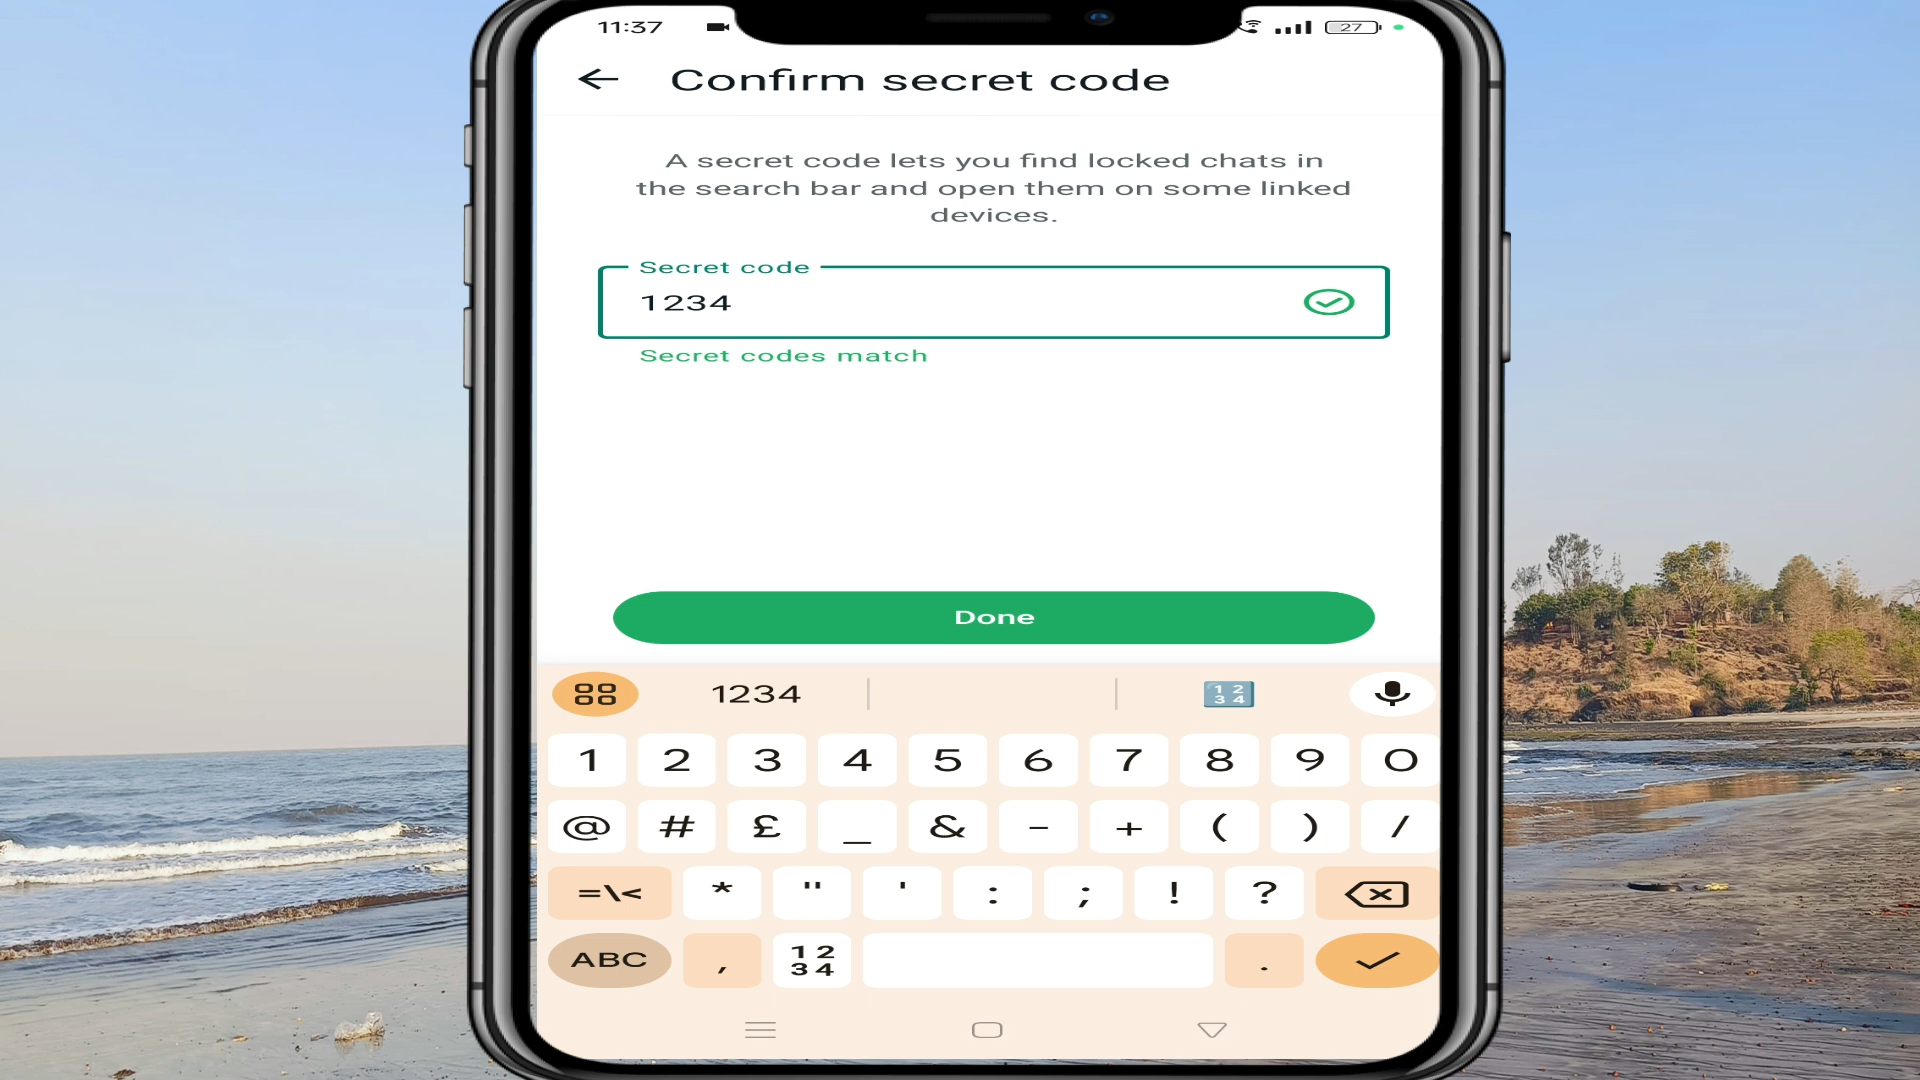 11:37
27
Confirm secret code
A secret code lets you find locked chats in
the search bar and open them on some linked
devices.
Secret code
1234
Secret codes match
Done
1234
1 2
3 4
1 2 3 4 5 6 7 8 9 0
@ # £ _ & - + ( ) /
=\< * " ' : ; ! ?
ABC , 1 2 .
3 4